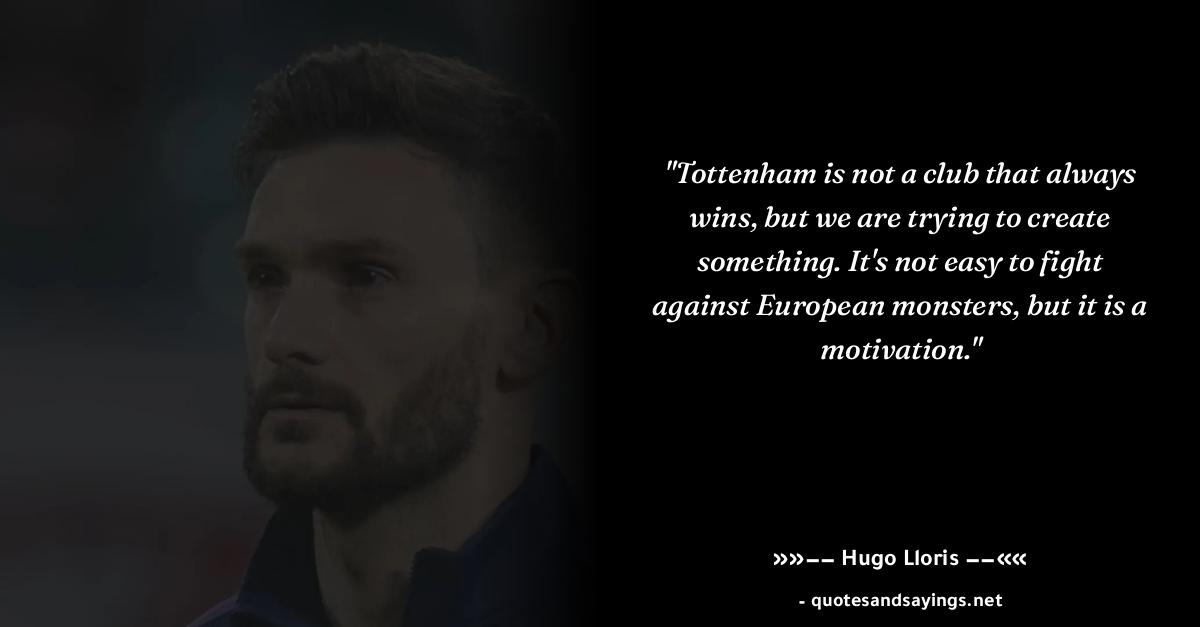 "Tottenham is not a club that always
wins, but we are trying to create
something. It's not easy to fight
against European monsters, but it is a
motivation."
»»−− Hugo Lloris −−««
- quotesandsayings.net